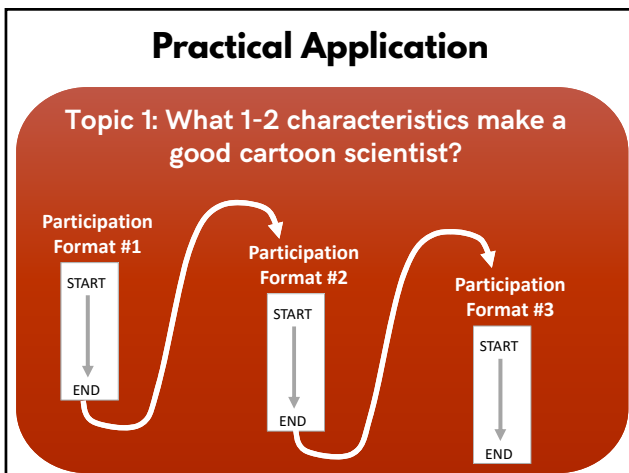 Practical Application
Topic 1: What 1-2 characteristics make a
good cartoon scientist?
Participation
Format #1
START
END
Participation
Format #2
START
END
Participation
Format #3
START
END